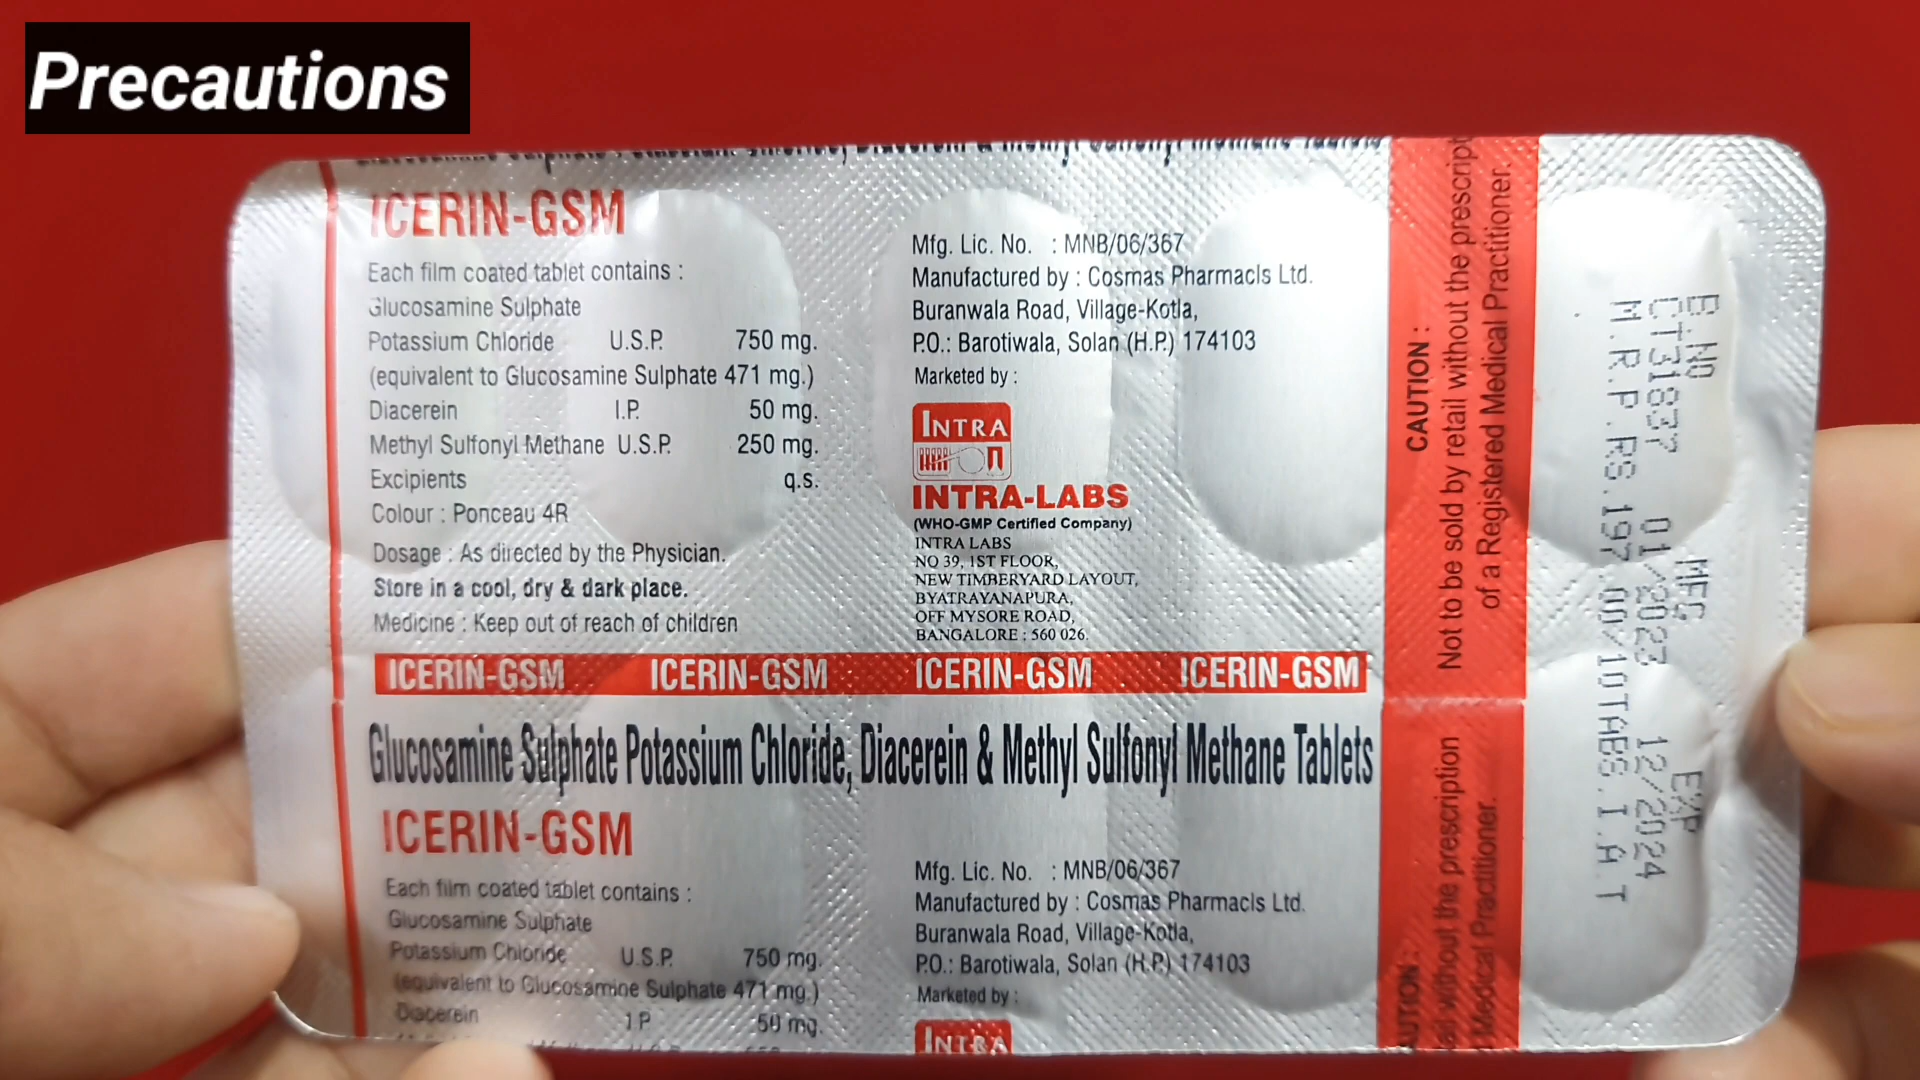 Precautions
ICERIN-GSM
Each film coated tablet contains :
Glucosamine Sulphate
Potassium Chloride U.S.P. 750 mg.
(equivalent to Glucosamine Sulphate 471 mg.)
Diacerein I.P. 50 mg.
Methyl Sulfonyl Methane U.S.P. 250 mg.
Excipients q.s.
Colour : Ponceau 4R
Dosage : As directed by the Physician.
Store in a cool, dry & dark place.
Medicine : Keep out of reach of children
Mfg. Lic. No. : MNB/06/367
Manufactured by : Cosmas Pharmacls Ltd.
Buranwala Road, Village-Kotla,
P.O.: Barotiwala, Solan (H.P.) 174103
Marketed by :
INTRA
INTRA-LABS
(WHO-GMP Certified Company)
INTRA LABS
NO 39, 1ST FLOOR,
NEW TIMBERYARD LAYOUT,
BYATRAYANAPURA,
OFF MYSORE ROAD,
BANGALORE : 560 026.
CAUTION :
Not to be sold by retail without the prescript
of a Registered Medical Practitioner.
B.NO MFG EXP
CT31837 01/2023 12/2024
M.R.P.RS.197.00/10TABS.I.A.T
ICERIN-GSM ICERIN-GSM ICERIN-GSM ICERIN-GSM
Glucosamine Sulphate Potassium Chloride, Diacerein & Methyl Sulfonyl Methane Tablets
ICERIN-GSM
Each film coated tablet contains :
Glucosamine Sulphate
Potassium Chloride U.S.P. 750 mg.
(equivalent to Glucosamine Sulphate 471 mg.)
Diacerein I.P 50 mg.
Mfg. Lic. No. : MNB/06/367
Manufactured by : Cosmas Pharmacls Ltd.
Buranwala Road, Village-Kotla,
P.O.: Barotiwala, Solan (H.P.) 174103
Marketed by :
INTRA
UTION :
ail without the prescription
Medical Practitioner.